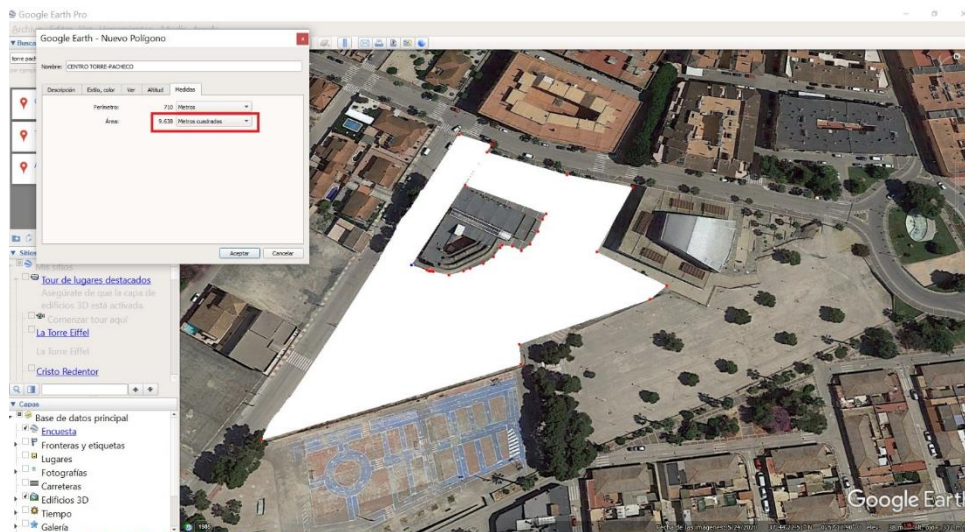 Google Earth Pro
Google Earth - Nuevo Polígono
Nombre: CENTRO TORRE-PACHECO
Descripción Estilo, color Ver Altitud Medidas
Perímetro: 710 Metros
Área: 9.638 Metros cuadrados
Aceptar Cancelar
Mis sitios
Tour de lugares destacados
Asegúrate de que la capa de
edificios 3D está activada.
Comenzar tour aquí
La Torre Eiffel
La Torre Eiffel
Cristo Redentor
Capas
Base de datos principal
Encuesta
Fronteras y etiquetas
Lugares
Fotografías
Carreteras
Edificios 3D
Tiempo
Galería
1985
Google Earth